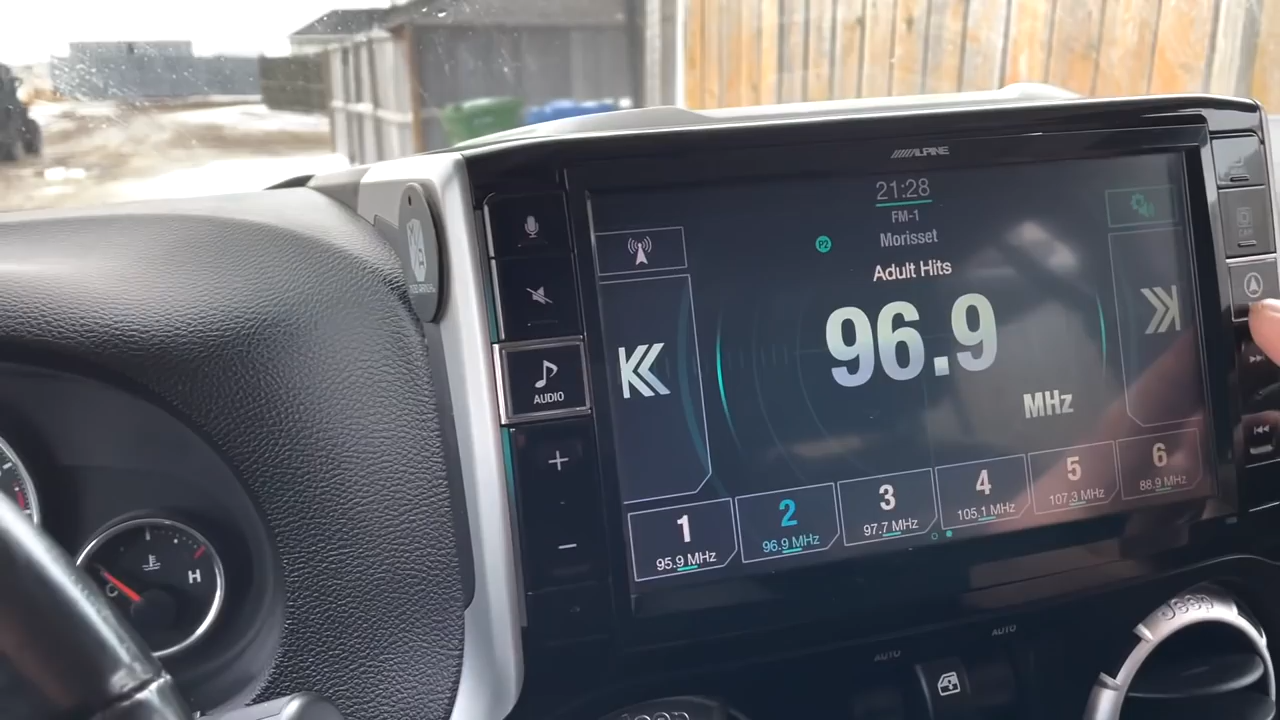 ALPINE
21:28
FM-1
P2
Morisset
Adult Hits
96.9
MHz
AUDIO
1
95.9 MHz
2
96.9 MHz
3
97.7 MHz
4
105.1 MHz
5
107.3 MHz
6
88.9 MHz
CAR
C
H
AUTO
AUTO
Jeep
Jeep